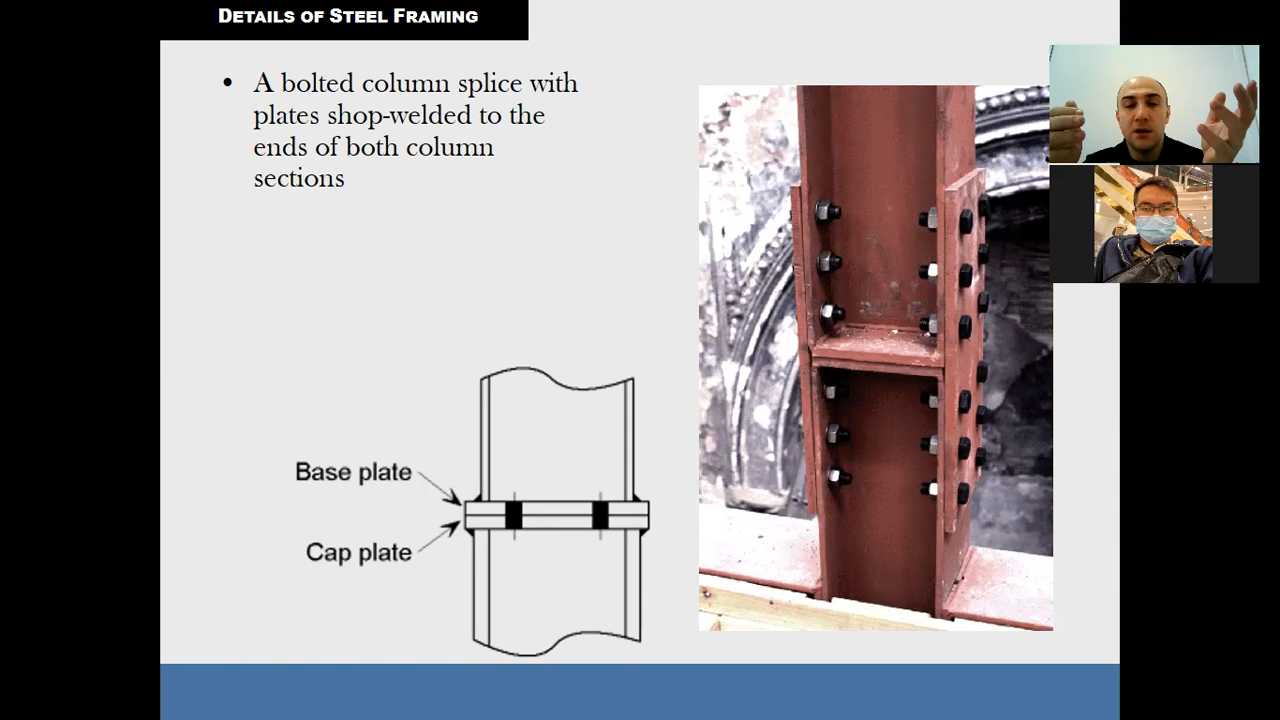 DETAILS OF STEEL FRAMING
• A bolted column splice with
plates shop-welded to the
ends of both column
sections
Base plate
Cap plate